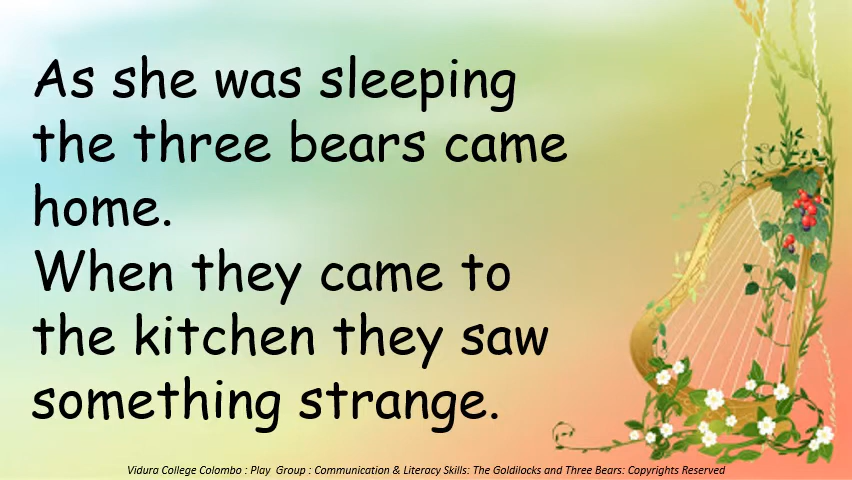 As she was sleeping
the three bears came
home.
When they came to
the kitchen they saw
something strange.
Vidura College Colombo : Play Group : Communication & Literacy Skills: The Goldilocks and Three Bears: Copyrights Reserved